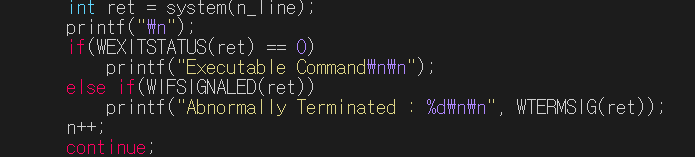 int ret = system(n_line);
printf("₩n");
if(WEXITSTATUS(ret) == 0)
printf("Executable Command₩n₩n");
else if(WIFSIGNALED(ret))
printf("Abnormally Terminated : %d₩n₩n", WTERMSIG(ret));
n++;
continue;